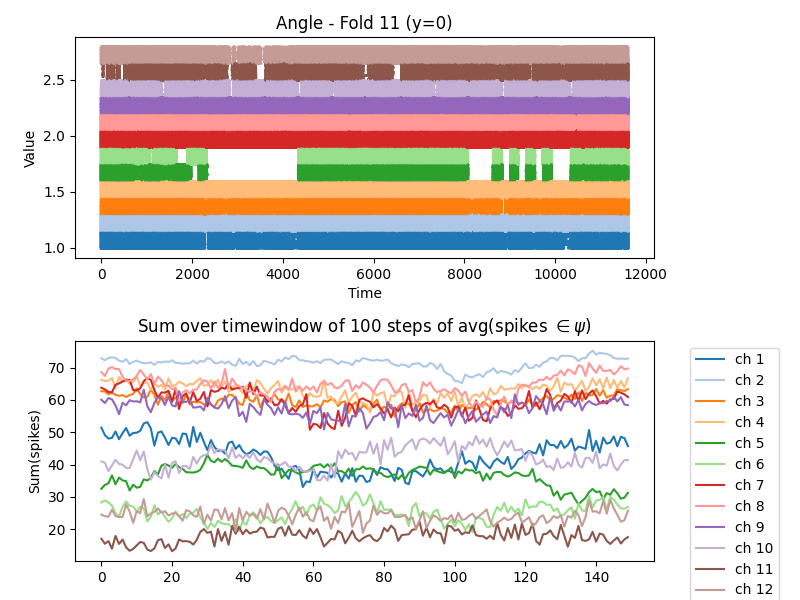 Angle - Fold 11 (y=0)
Value
2.5
2.0
1.5
1.0
0 2000 4000 6000 8000 10000 12000
Time
Sum over timewindow of 100 steps of avg(spikes ∈ ψ)
Sum(spikes)
70
60
50
40
30
20
0 20 40 60 80 100 120 140
ch 1
ch 2
ch 3
ch 4
ch 5
ch 6
ch 7
ch 8
ch 9
ch 10
ch 11
ch 12